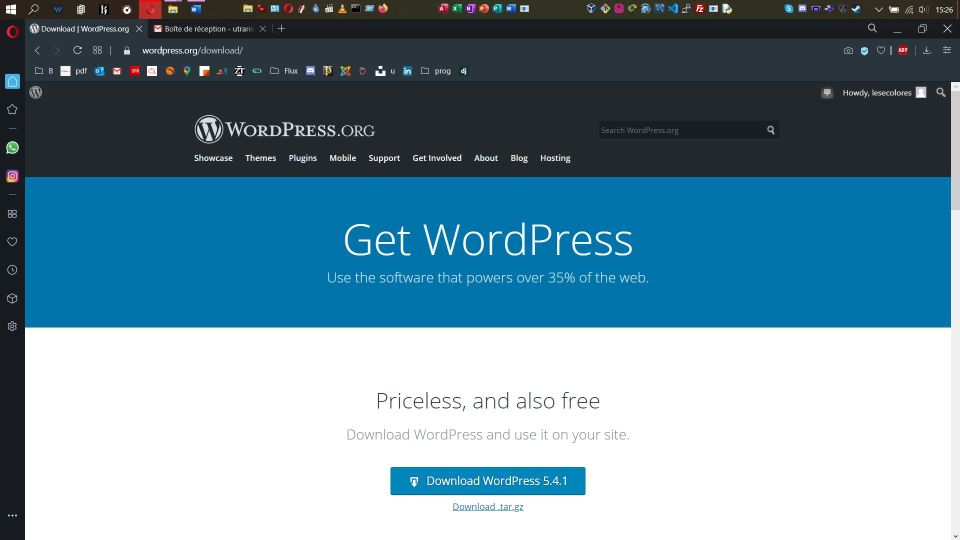 15:26
Download | WordPress.org
Boîte de réception - utrani
wordpress.org/download/
B
pdf
Flux
u
prog
Howdy, lesecolores
WORDPRESS.ORG
Search WordPress.org
Showcase Themes Plugins Mobile Support Get Involved About Blog Hosting
Get WordPress
Use the software that powers over 35% of the web.
Priceless, and also free
Download WordPress and use it on your site.
Download WordPress 5.4.1
Download .tar.gz